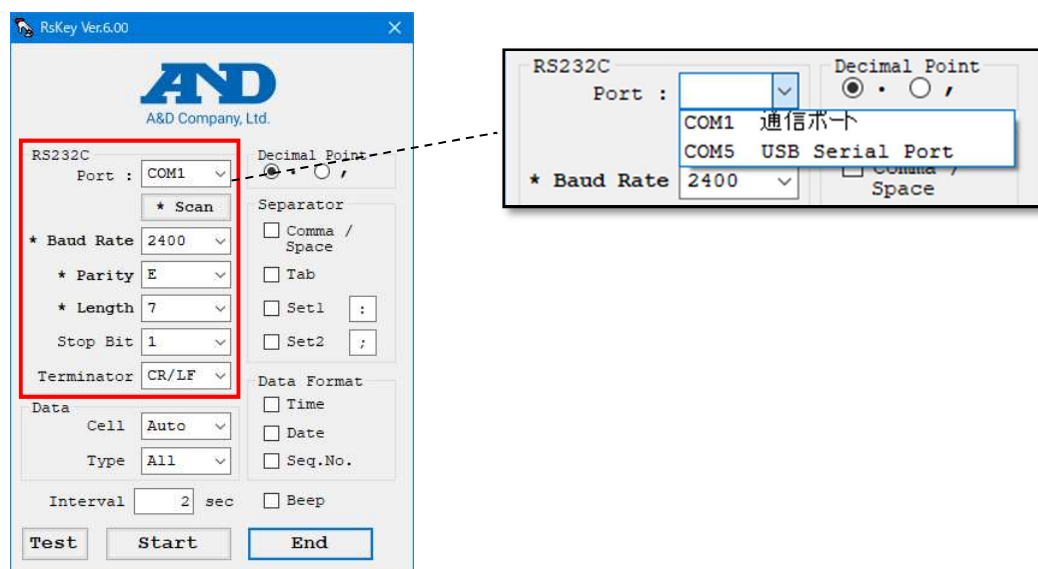 RsKey Ver.6.00
AND
A&D Company, Ltd.
RS232C
Port : COM1
* Scan
* Baud Rate 2400
* Parity E
* Length 7
Stop Bit 1
Terminator CR/LF
Decimal Point
. ,
Separator
Comma /
Space
Tab
Set1 :
Set2 ;
Data
Cell Auto
Type All
Data Format
Time
Date
Seq.No.
Interval 2 sec
Beep
Test Start End
RS232C
Port :
Decimal Point
. ,
COM1 通信ポート
COM5 USB Serial Port
* Baud Rate 2400
Comma /
Space